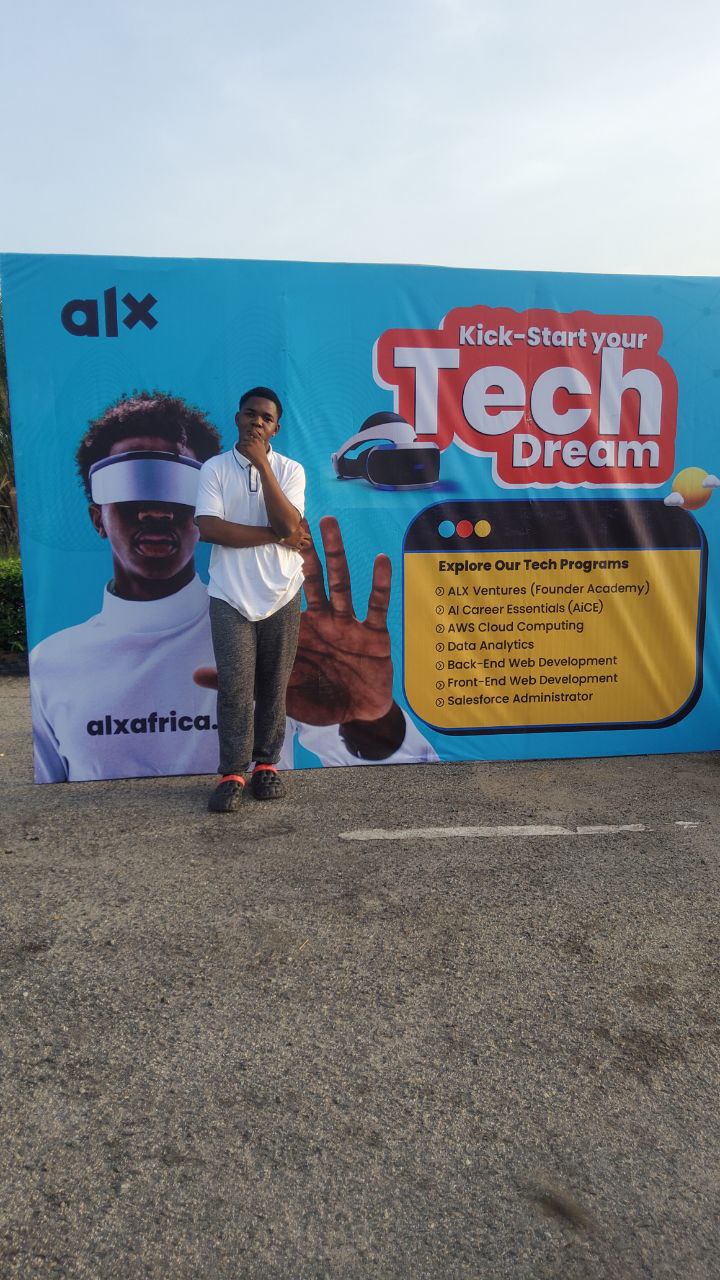 alx
Kick-Start your
Tech
Dream
Explore Our Tech Programs
ALX Ventures (Founder Academy)
AI Career Essentials (AiCE)
AWS Cloud Computing
Data Analytics
Back-End Web Development
Front-End Web Development
Salesforce Administrator
alxafrica.